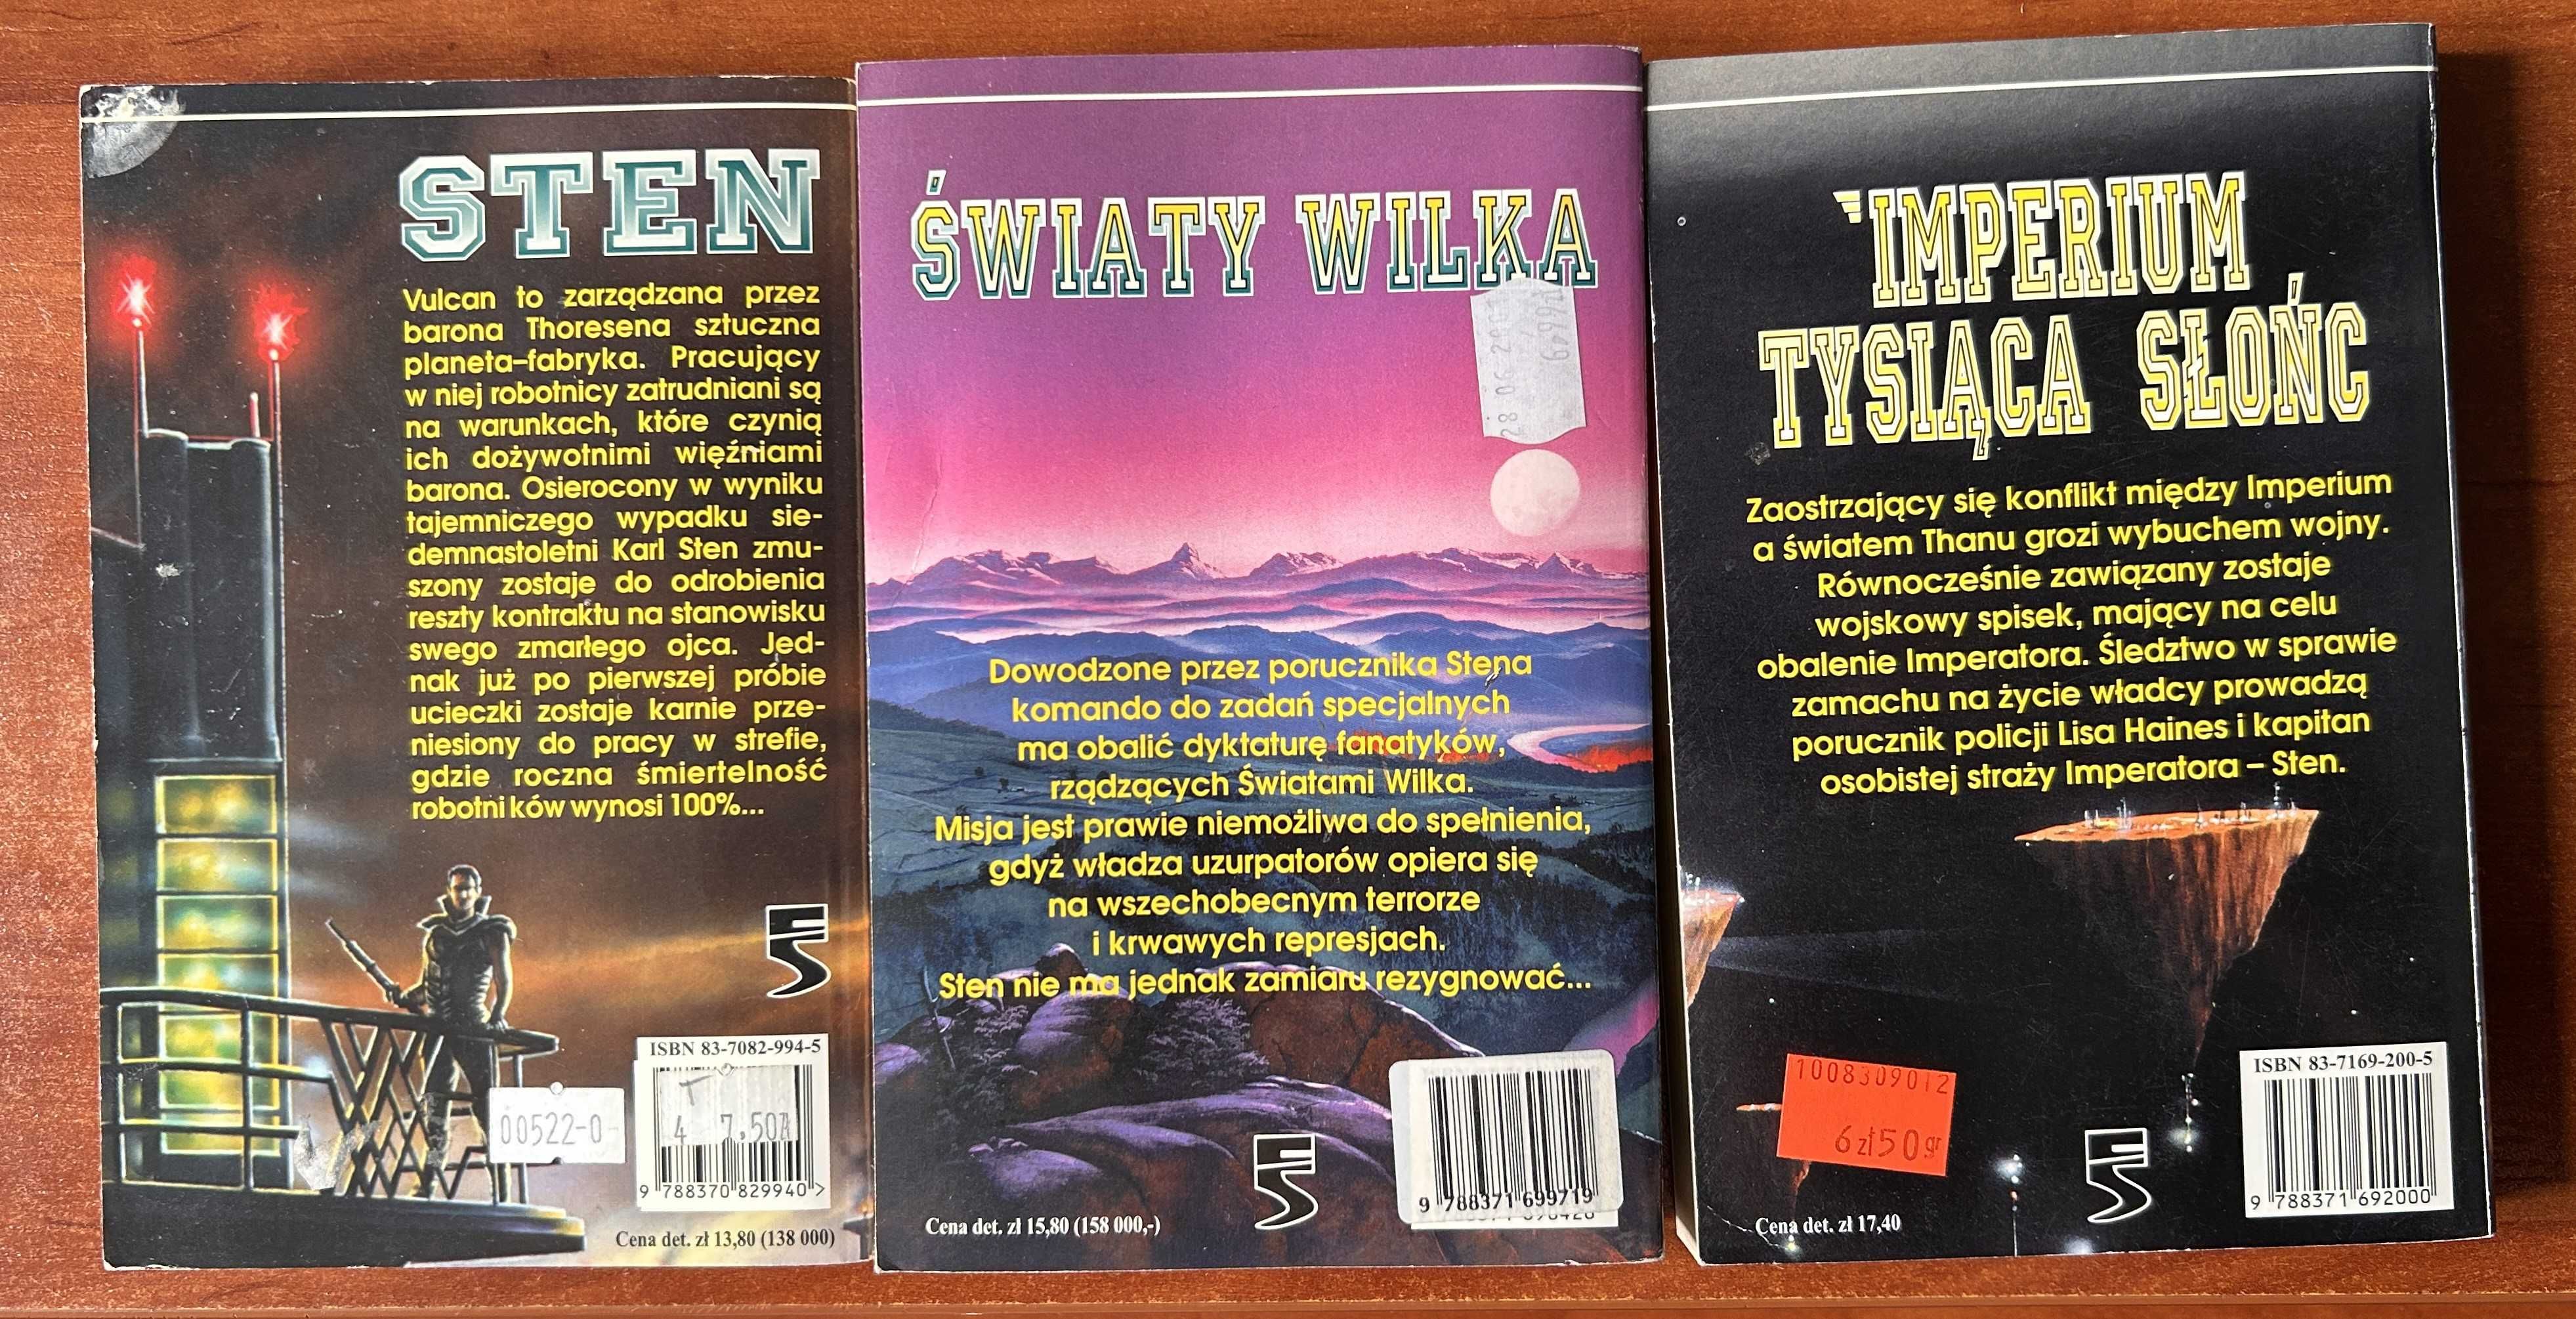 STEN
Vulcan to zarządzana przez
barona Thoresena sztuczna
planeta–fabryka. Pracujący
w niej robotnicy zatrudniani są
na warunkach, które czynią
ich dożywotnimi więźniami
barona. Osierocony w wyniku
tajemniczego wypadku sie-
demnastoletni Karl Sten zmu-
szony zostaje do odrobienia
reszty kontraktu na stanowisku
swego zmarłego ojca. Jed-
nak już po pierwszej próbie
ucieczki zostaje karnie prze-
niesiony do pracy w strefie,
gdzie roczna śmiertelność
robotni ków wynosi 100%...
ISBN 83-7082-994-5
00522-0
4 7,50
9 788370 829940 >
Cena det. zł 13,80 (138 000)
ŚWIATY WILKA
Dowodzone przez porucznika Stena
komando do zadań specjalnych
ma obalić dyktaturę fanatyków,
rządzących Światami Wilka.
Misja jest prawie niemożliwa do spełnienia,
gdyż władza uzurpatorów opiera się
na wszechobecnym terrorze
i krwawych represjach.
Sten nie ma jednak zamiaru rezygnować...
9 788371 699719
Cena det. zł 15,80 (158 000,-)
IMPERIUM
TYSIĄCA SŁOŃC
Zaostrzający się konflikt między Imperium
a światem Thanu grozi wybuchem wojny.
Równocześnie zawiązany zostaje
wojskowy spisek, mający na celu
obalenie Imperatora. Śledztwo w sprawie
zamachu na życie władcy prowadzą
porucznik policji Lisa Haines i kapitan
osobistej straży Imperatora – Sten.
1008309012
6zł50gr
ISBN 83-7169-200-5
9 788371 692000
Cena det. zł 17,40